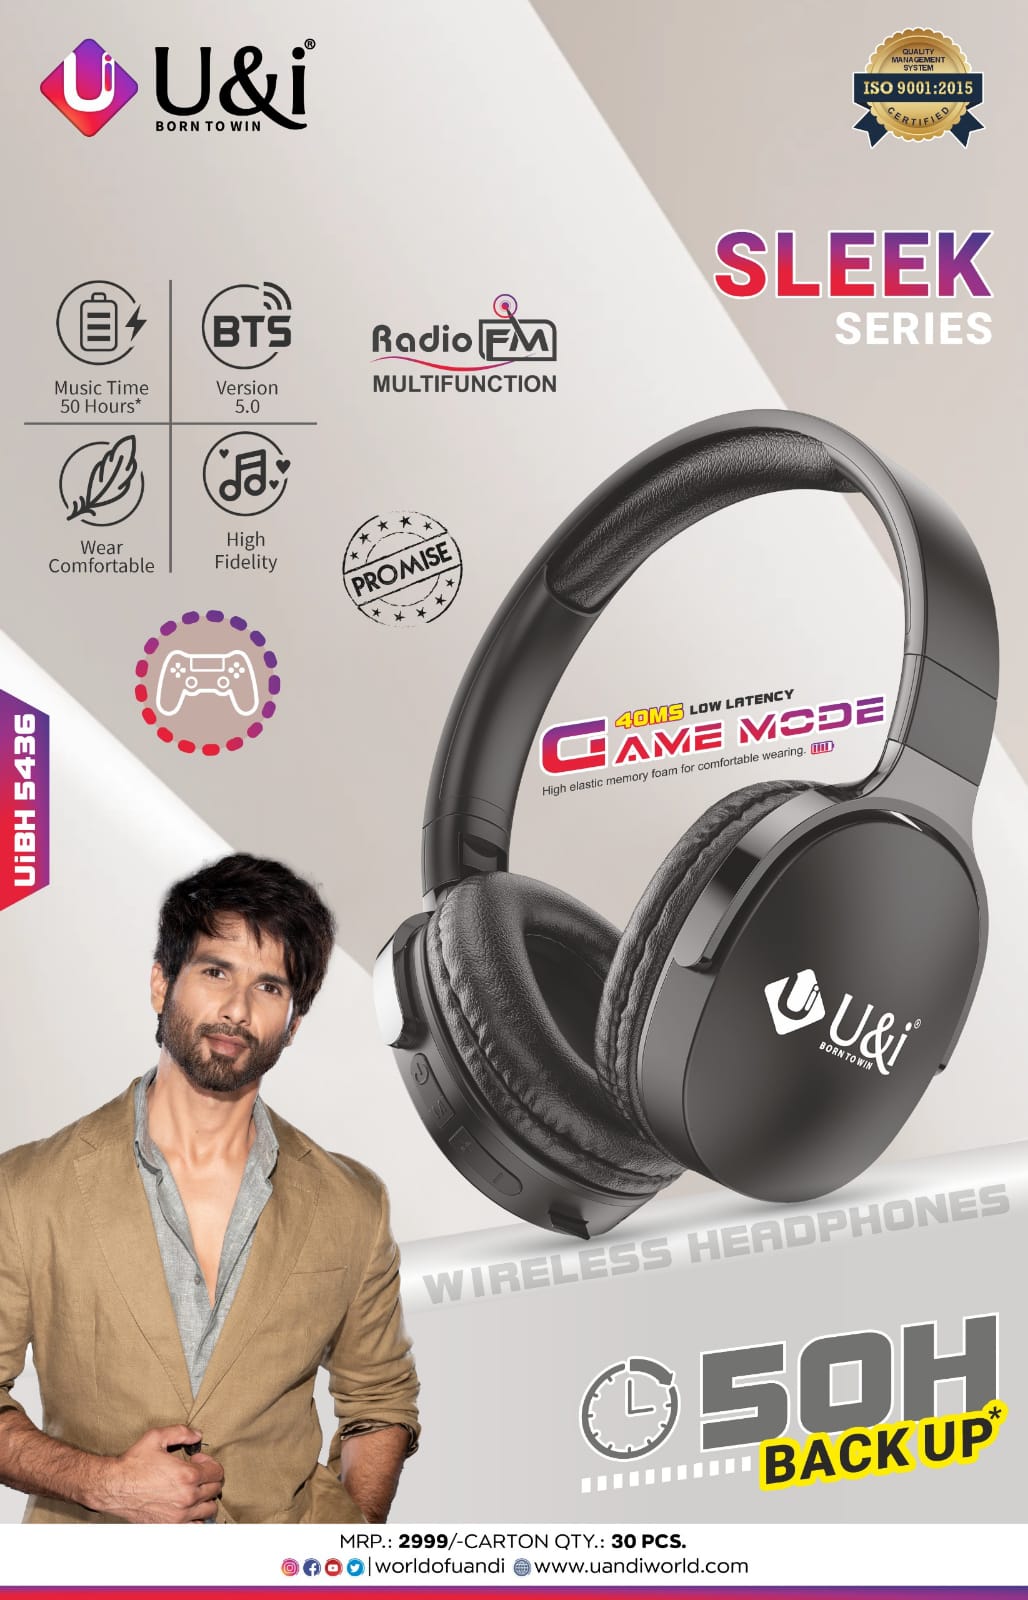 Ui U&i®
BORN TO WIN
QUALITY
MANAGEMENT
SYSTEM
ISO 9001:2015
CERTIFIED
SLEEK
SERIES
Music Time
50 Hours*
BTS
Version
5.0
Radio FM
MULTIFUNCTION
Wear
Comfortable
High
Fidelity
PROMISE
40MS LOW LATENCY
GAME MODE
High elastic memory foam for comfortable wearing.
UiBH 5436
Ui U&i®
BORN TO WIN
WIRELESS HEADPHONES
50H
BACK UP*
MRP.: 2999/-CARTON QTY.: 30 PCS.
|worldofuandi www.uandiworld.com